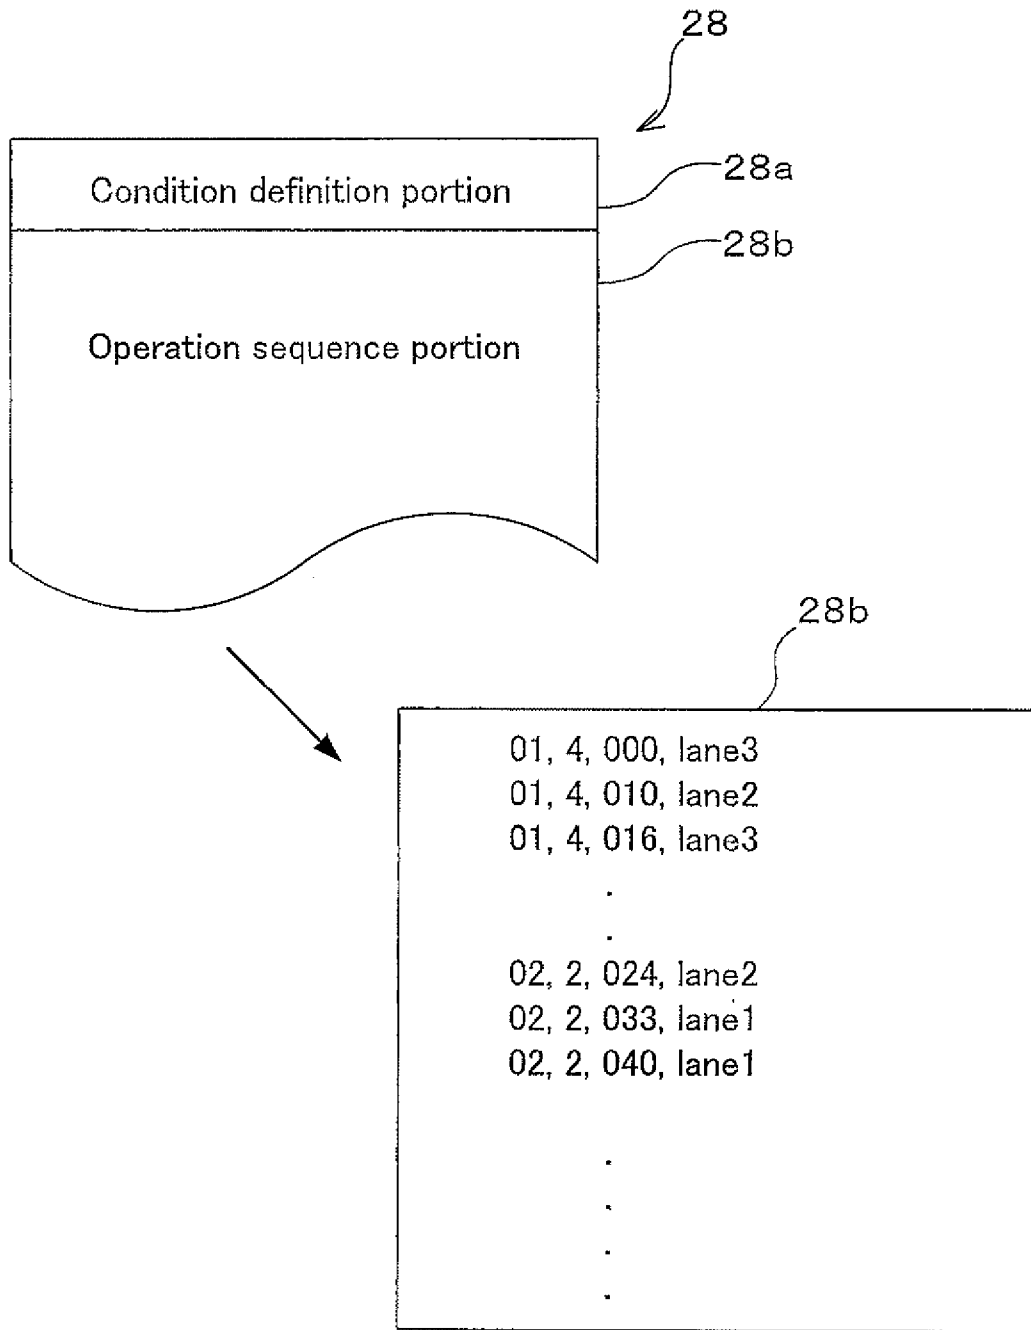 28
Condition definition portion
28a
28b
Operation sequence portion
28b
01, 4, 000, lane3
01, 4, 010, lane2
01, 4, 016, lane3
.
.
02, 2, 024, lane2
02, 2, 033, lane1
02, 2, 040, lane1
.
.
.
.